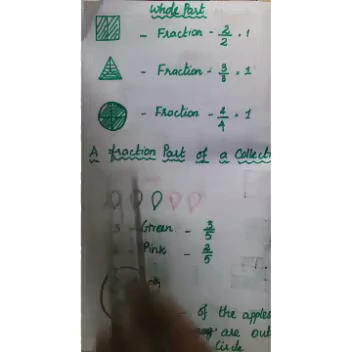 Whole Part
- Fraction - 2/2 = 1
- Fraction - 3/3 = 1
- Fraction - 4/4 = 1
A fraction Part of a Collect
3 - Green - 3/5
Pink - 2/5
- of the apples
are out
Circle